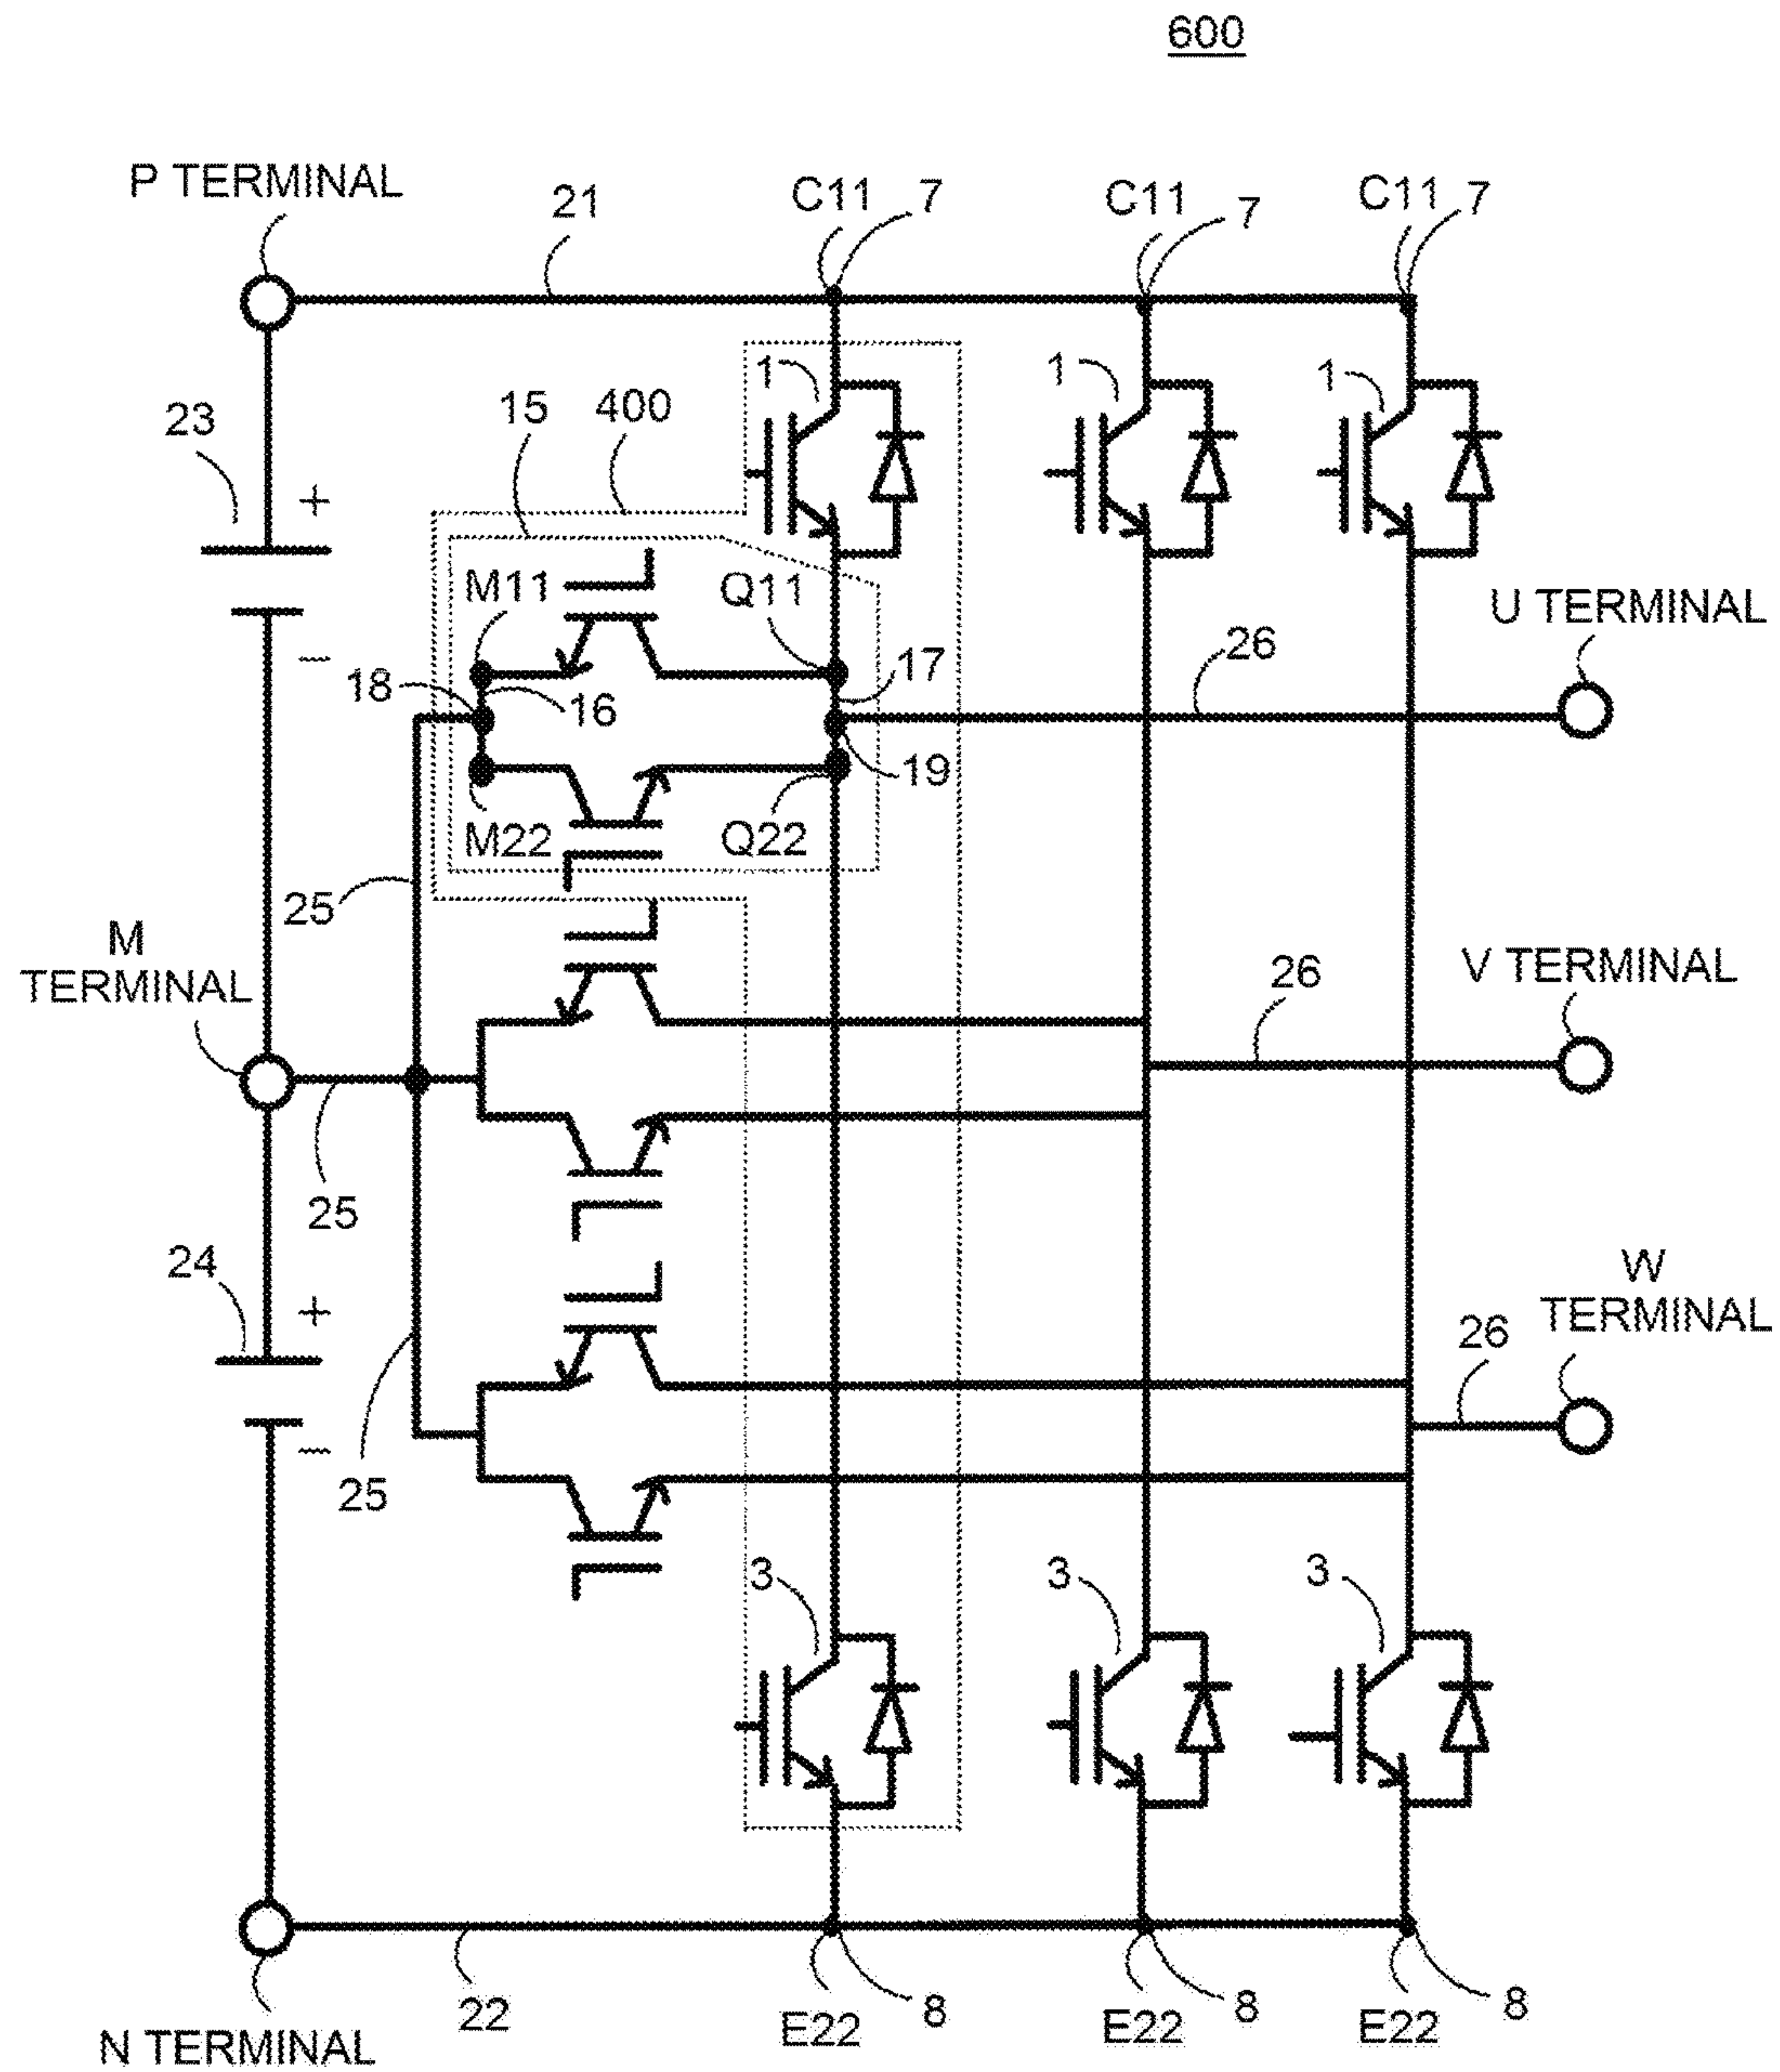 600
P TERMINAL
21
C11
7
C11
7
C11
7
23
+
−
15
400
1
1
1
M11
Q11
18
16
17
26
U TERMINAL
19
M22
Q22
25
M
TERMINAL
26
V TERMINAL
25
24
+
−
25
W
TERMINAL
26
3
3
3
N TERMINAL
22
E22
8
E22
8
E22
8